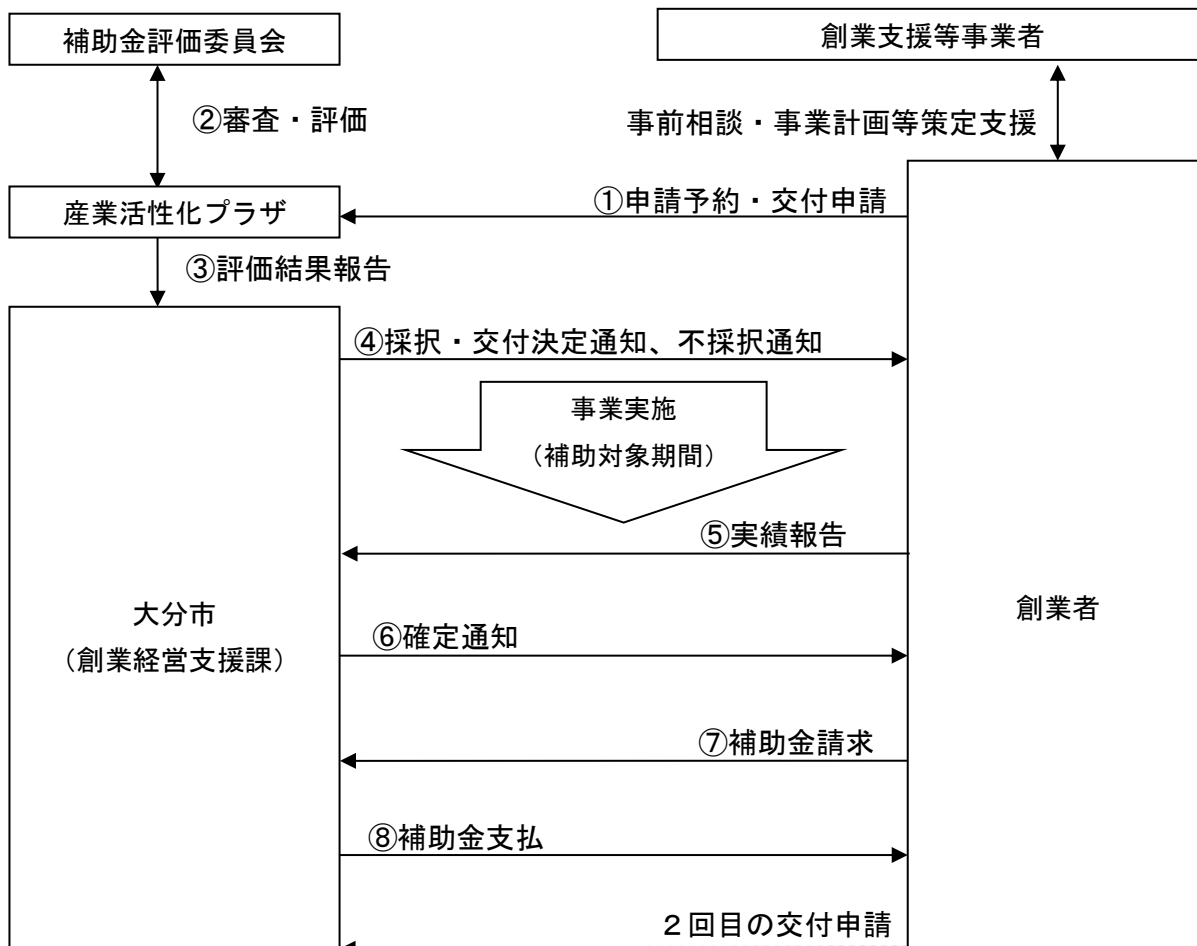 補助金評価委員会
創業支援等事業者
②審査・評価
事前相談・事業計画等策定支援
産業活性化プラザ
①申請予約・交付申請
③評価結果報告
④採択・交付決定通知、不採択通知
事業実施
（補助対象期間）
⑤実績報告
大分市
（創業経営支援課）
創業者
⑥確定通知
⑦補助金請求
⑧補助金支払
２回目の交付申請